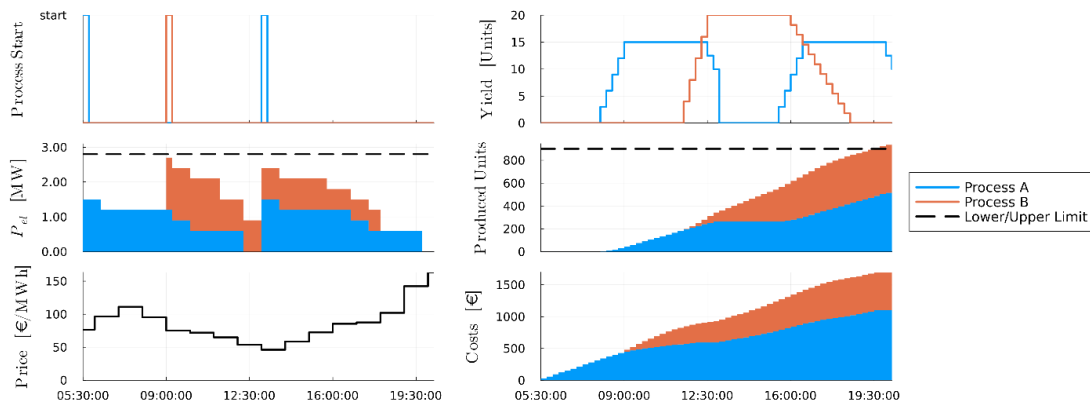 start
Process Start
20
15
10
5
0
Yield [Units]
3.00
2.00
1.00
0.00
P_el [MW]
800
600
400
200
0
Produced Units
Process A
Process B
Lower/Upper Limit
150
100
50
0
Price [€/MWh]
1500
1000
500
0
Costs [€]
05:30:00 09:00:00 12:30:00 16:00:00 19:30:00
05:30:00 09:00:00 12:30:00 16:00:00 19:30:00